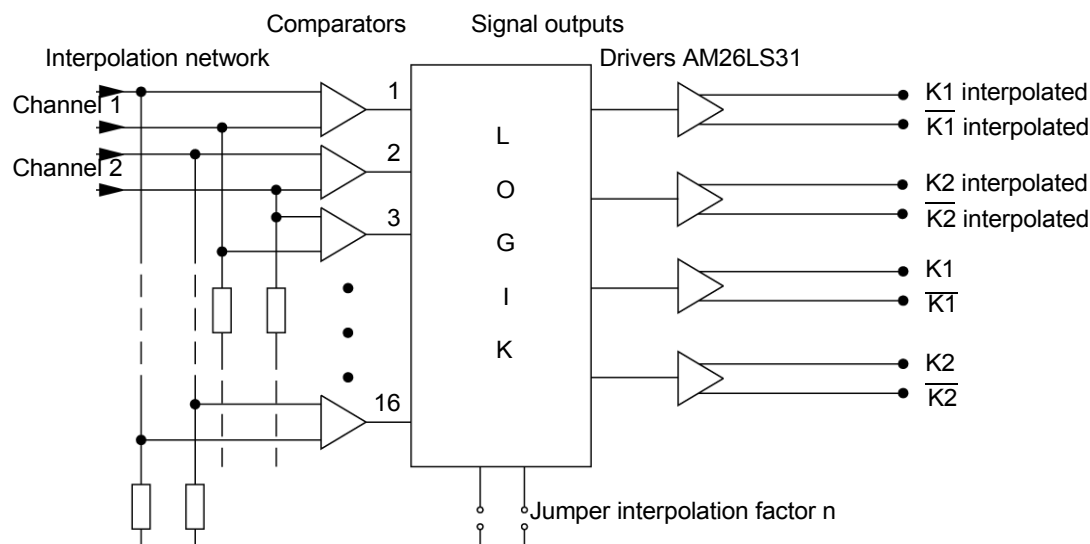 Comparators
Signal outputs
Interpolation network
Drivers AM26LS31
Channel 1
Channel 2
1
2
3
16
L
O
G
I
K
K1 interpolated
K1 interpolated
K2 interpolated
K2 interpolated
K1
K1
K2
K2
Jumper interpolation factor n